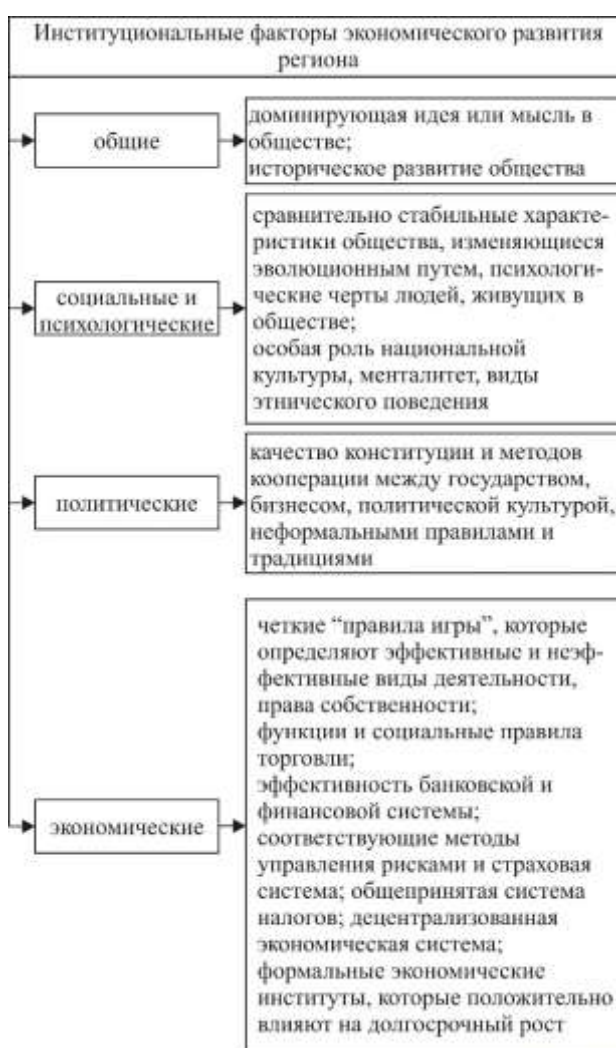 Институциональные факторы экономического развития
региона
общие
доминирующая идея или мысль в
обществе;
историческое развитие общества
социальные и
психологические
сравнительно стабильные характе-
ристики общества, изменяющиеся
эволюционным путем, психологи-
ческие черты людей, живущих в
обществе;
особая роль национальной
культуры, менталитет, виды
этнического поведения
политические
качество конституции и методов
кооперации между государством,
бизнесом, политической культурой,
неформальными правилами и
традициями
экономические
четкие “правила игры”, которые
определяют эффективные и неэф-
фективные виды деятельности,
права собственности;
функции и социальные правила
торговли;
эффективность банковской и
финансовой системы;
соответствующие методы
управления рисками и страховая
система; общепринятая система
налогов; децентрализованная
экономическая система;
формальные экономические
институты, которые положительно
влияют на долгосрочный рост